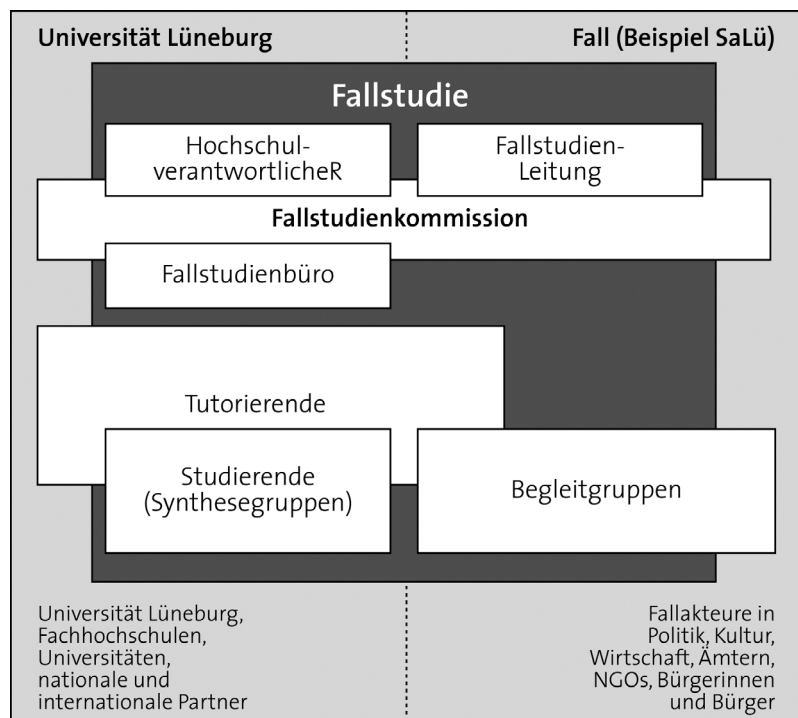 Universität Lüneburg
Fall (Beispiel SaLü)
Fallstudie
Hochschul-
verantwortlicheR
Fallstudien-
Leitung
Fallstudienkommission
Fallstudienbüro
Tutorierende
Studierende
(Synthesegruppen)
Begleitgruppen
Universität Lüneburg,
Fachhochschulen,
Universitäten,
nationale und
internationale Partner
Fallakteure in
Politik, Kultur,
Wirtschaft, Ämtern,
NGOs, Bürgerinnen
und Bürger